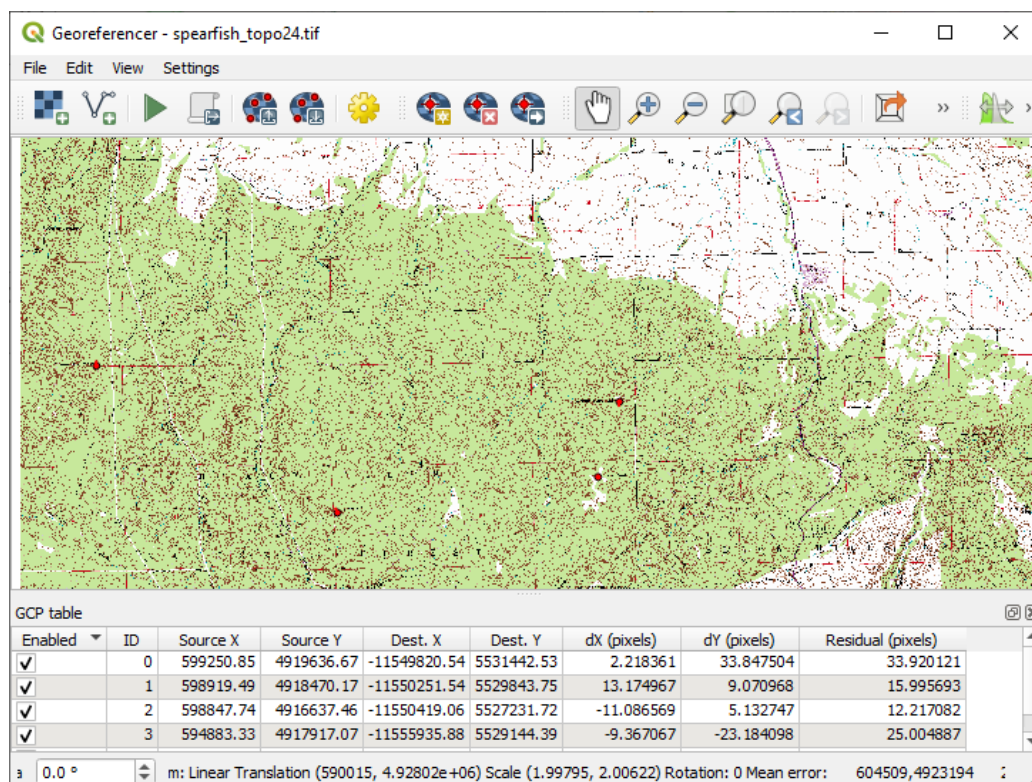 Georeferencer - spearfish_topo24.tif
File Edit View Settings
GCP table
Enabled ID Source X Source Y Dest. X Dest. Y dX (pixels) dY (pixels) Residual (pixels)
0 599250.85 4919636.67 -11549820.54 5531442.53 2.218361 33.847504 33.920121
1 598919.49 4918470.17 -11550251.54 5529843.75 13.174967 9.070968 15.995693
2 598847.74 4916637.46 -11550419.06 5527231.72 -11.086569 5.132747 12.217082
3 594883.33 4917917.07 -11555935.88 5529144.39 -9.367067 -23.184098 25.004887
0.0 ° m: Linear Translation (590015, 4.92802e+06) Scale (1.99795, 2.00622) Rotation: 0 Mean error: 604509,4923194